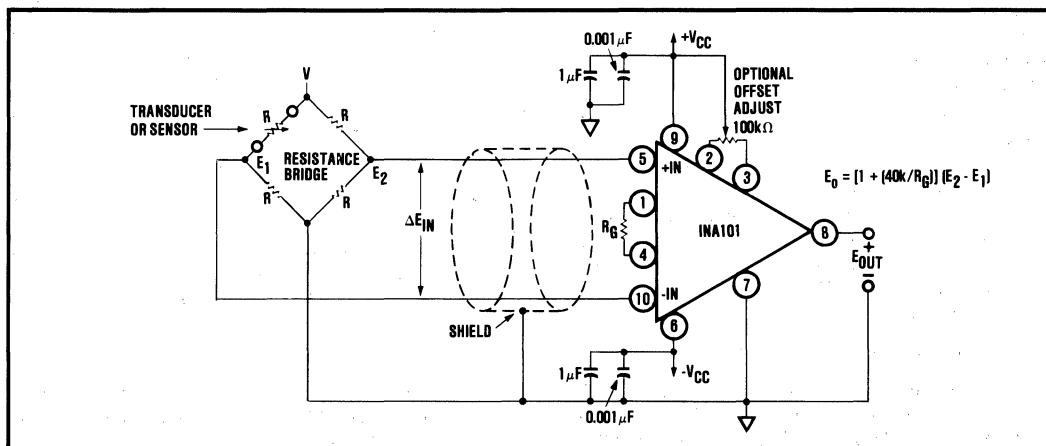 V
TRANSDUCER
OR SENSOR
R
R
E1
RESISTANCE
BRIDGE
E2
R
R
ΔEIN
SHIELD
0.001μF
1μF
+VCC
OPTIONAL
OFFSET
ADJUST
100kΩ
9
2
3
5
+IN
1
RG
4
10
-IN
INA101
E0 = [1 + (40k/RG)] (E2 - E1)
8
+
EOUT
–
7
6
1μF
0.001μF
-VCC